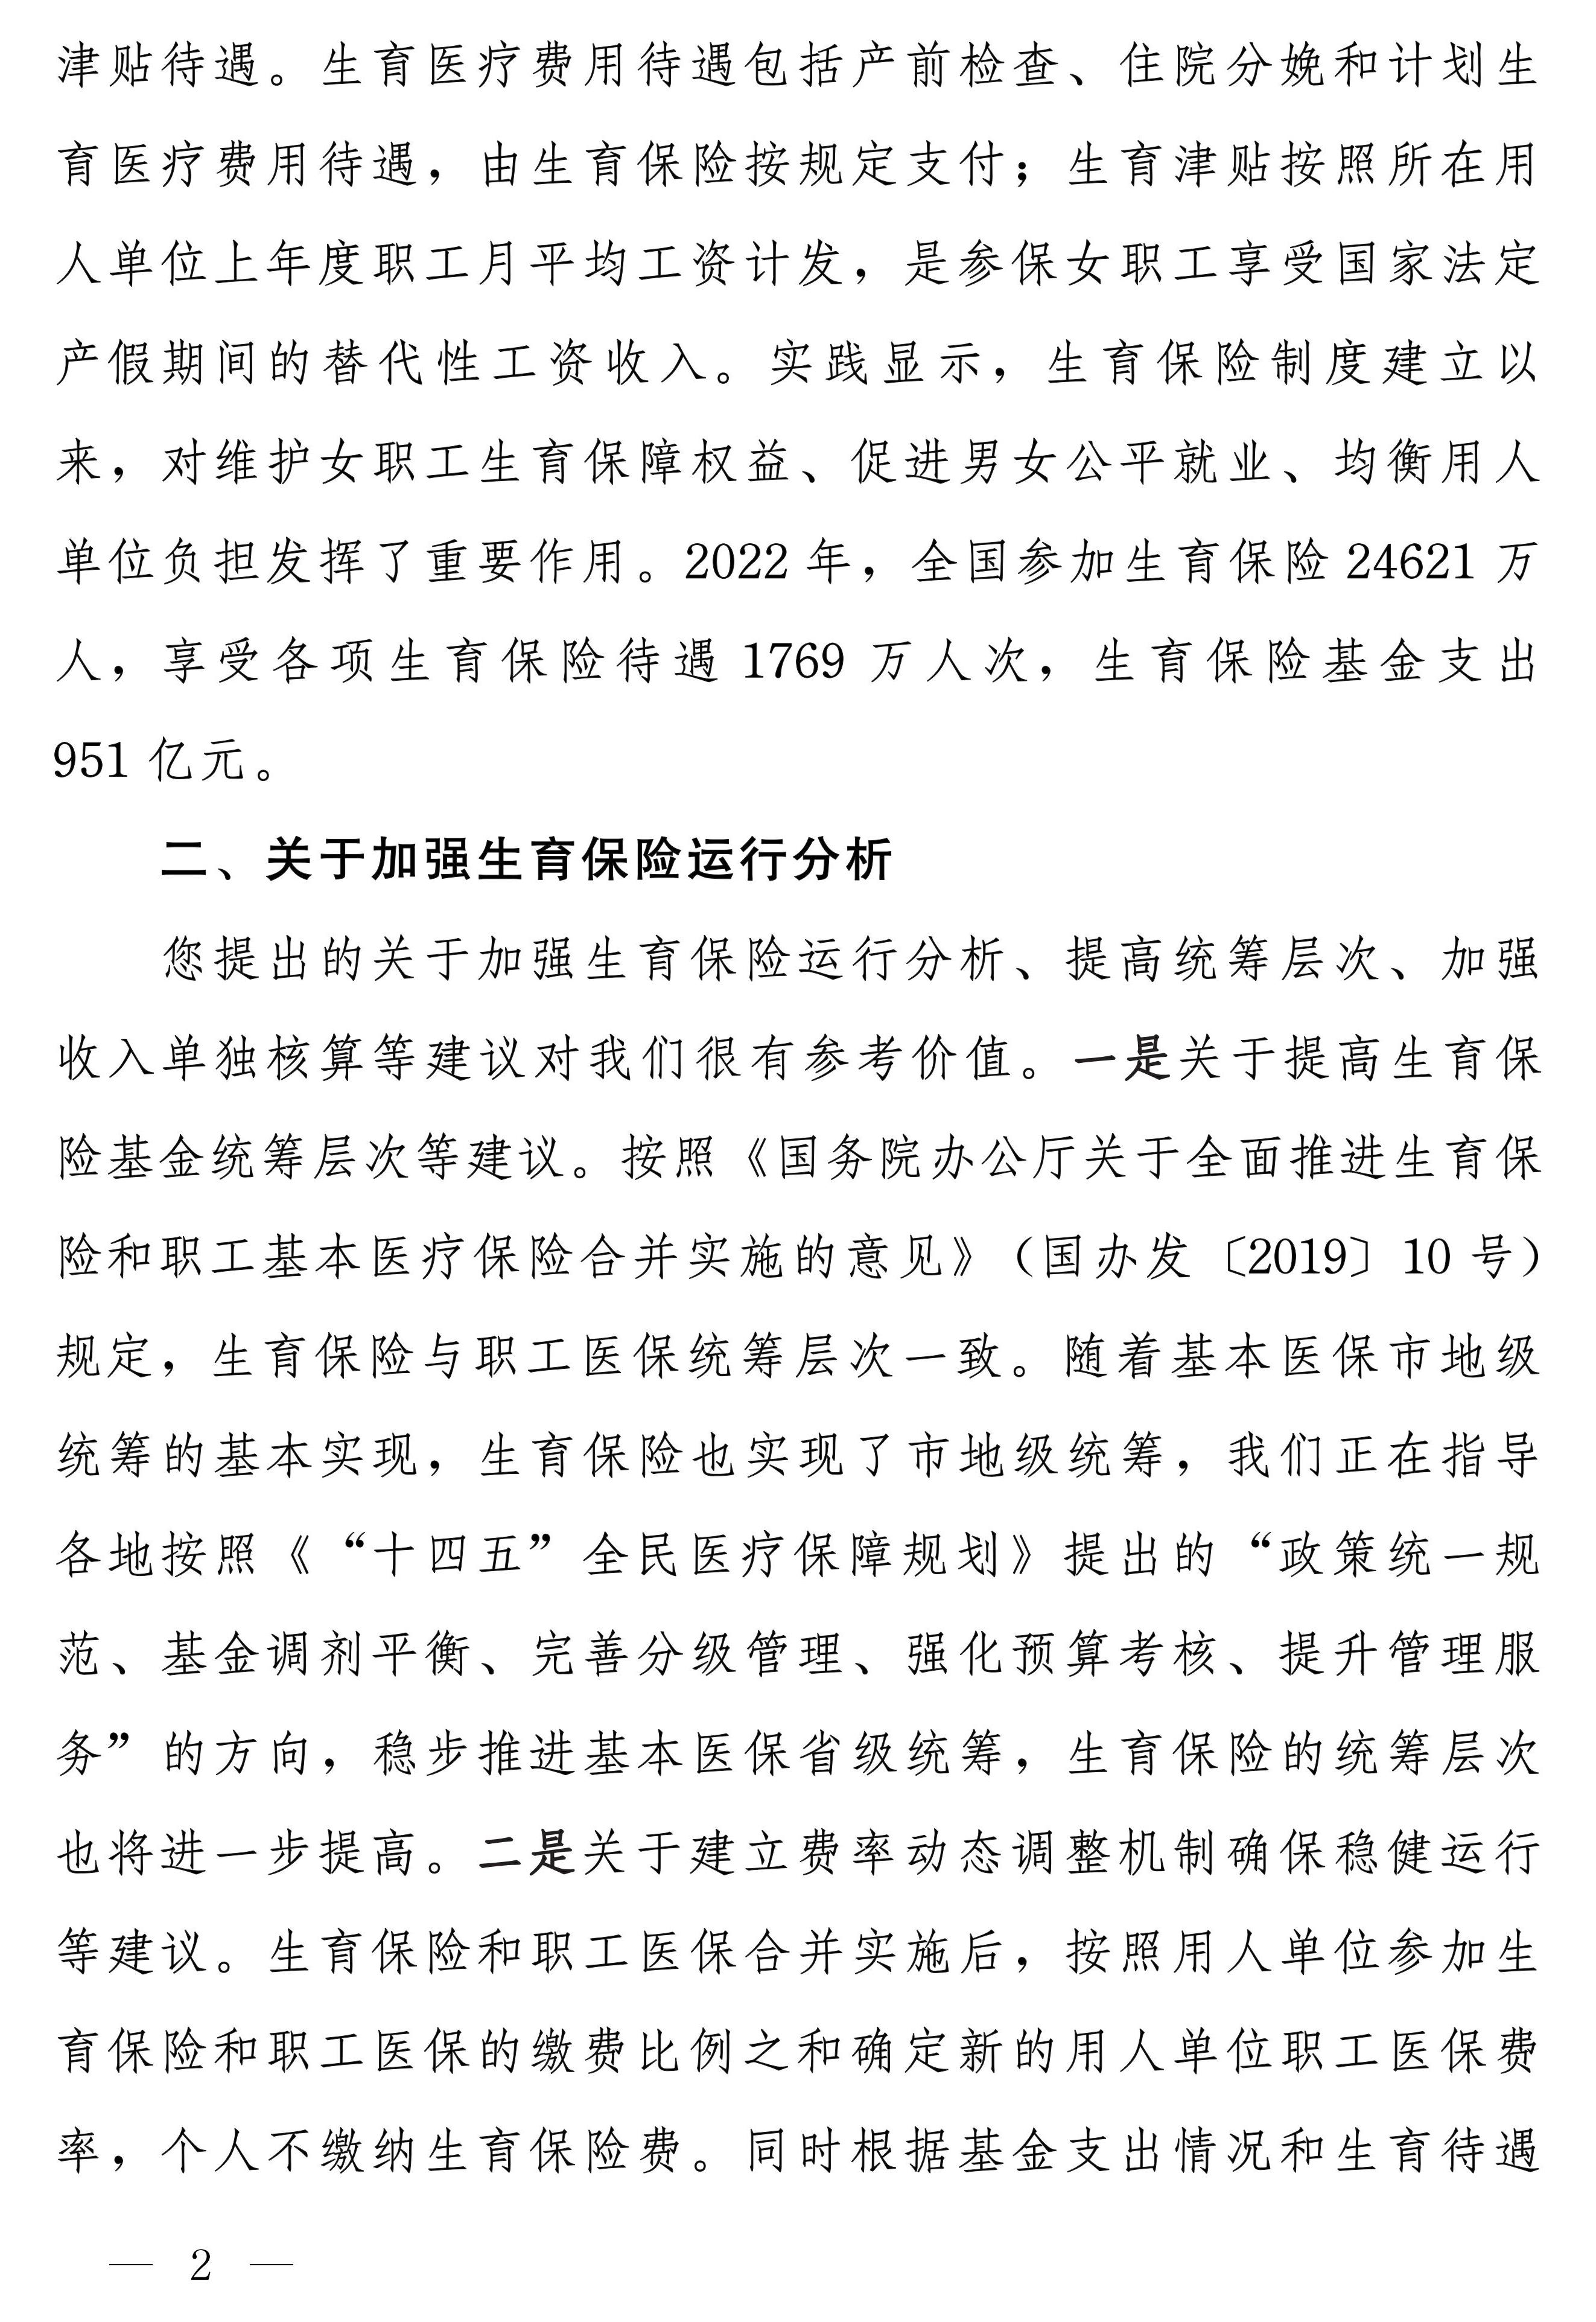 津贴待遇。生育医疗费用待遇包括产前检查、住院分娩和计划生
育医疗费用待遇，由生育保险按规定支付；生育津贴按照所在用
人单位上年度职工月平均工资计发，是参保女职工享受国家法定
产假期间的替代性工资收入。实践显示，生育保险制度建立以
来，对维护女职工生育保障权益、促进男女公平就业、均衡用人
单位负担发挥了重要作用。2022 年，全国参加生育保险 24621 万
人，享受各项生育保险待遇 1769 万人次，生育保险基金支出
951 亿元。
二、关于加强生育保险运行分析
您提出的关于加强生育保险运行分析、提高统筹层次、加强
收入单独核算等建议对我们很有参考价值。一是关于提高生育保
险基金统筹层次等建议。按照《国务院办公厅关于全面推进生育保
险和职工基本医疗保险合并实施的意见》（国办发〔2019〕10 号）
规定，生育保险与职工医保统筹层次一致。随着基本医保市地级
统筹的基本实现，生育保险也实现了市地级统筹，我们正在指导
各地按照《“十四五”全民医疗保障规划》提出的“政策统一规
范、基金调剂平衡、完善分级管理、强化预算考核、提升管理服
务”的方向，稳步推进基本医保省级统筹，生育保险的统筹层次
也将进一步提高。二是关于建立费率动态调整机制确保稳健运行
等建议。生育保险和职工医保合并实施后，按照用人单位参加生
育保险和职工医保的缴费比例之和确定新的用人单位职工医保费
率，个人不缴纳生育保险费。同时根据基金支出情况和生育待遇
— 2 —